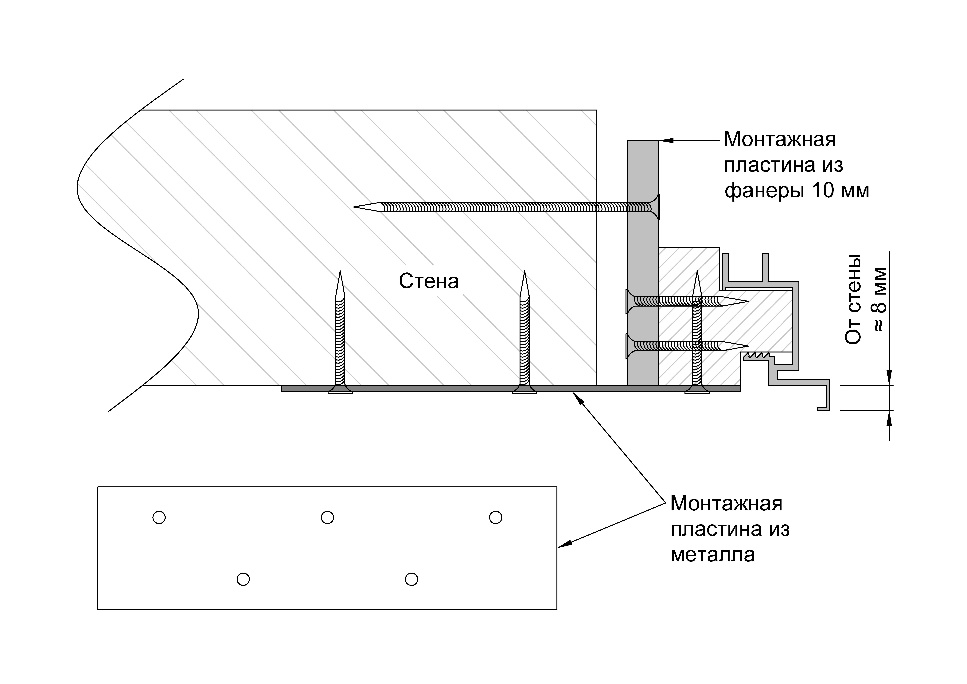 Монтажная
пластина из
фанеры 10 мм
Стена
От стены
≈ 8 мм
Монтажная
пластина из
металла